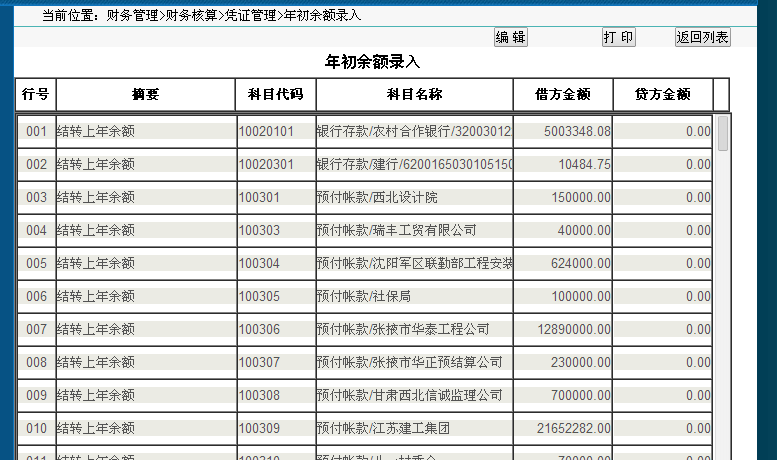 当前位置：财务管理>财务核算>凭证管理>年初余额录入
编 辑 打 印 返回列表
年初余额录入
行号 摘要 科目代码 科目名称 借方金额 贷方金额
001 结转上年余额 10020101 银行存款/农村合作银行/32003012 5003348.08 0.00
002 结转上年余额 10020301 银行存款/建行/6200165030105150 10484.75 0.00
003 结转上年余额 100301 预付帐款/西北设计院 150000.00 0.00
004 结转上年余额 100303 预付帐款/瑞丰工贸有限公司 40000.00 0.00
005 结转上年余额 100304 预付帐款/沈阳军区联勤部工程安装 624000.00 0.00
006 结转上年余额 100305 预付帐款/社保局 100000.00 0.00
007 结转上年余额 100306 预付帐款/张掖市华泰工程公司 12890000.00 0.00
008 结转上年余额 100307 预付帐款/张掖市华正预结算公司 230000.00 0.00
009 结转上年余额 100308 预付帐款/甘肃西北信诚监理公司 700000.00 0.00
010 结转上年余额 100309 预付帐款/江苏建工集团 21652282.00 0.00
011 结转上年余额 100310 70000.00 0.00